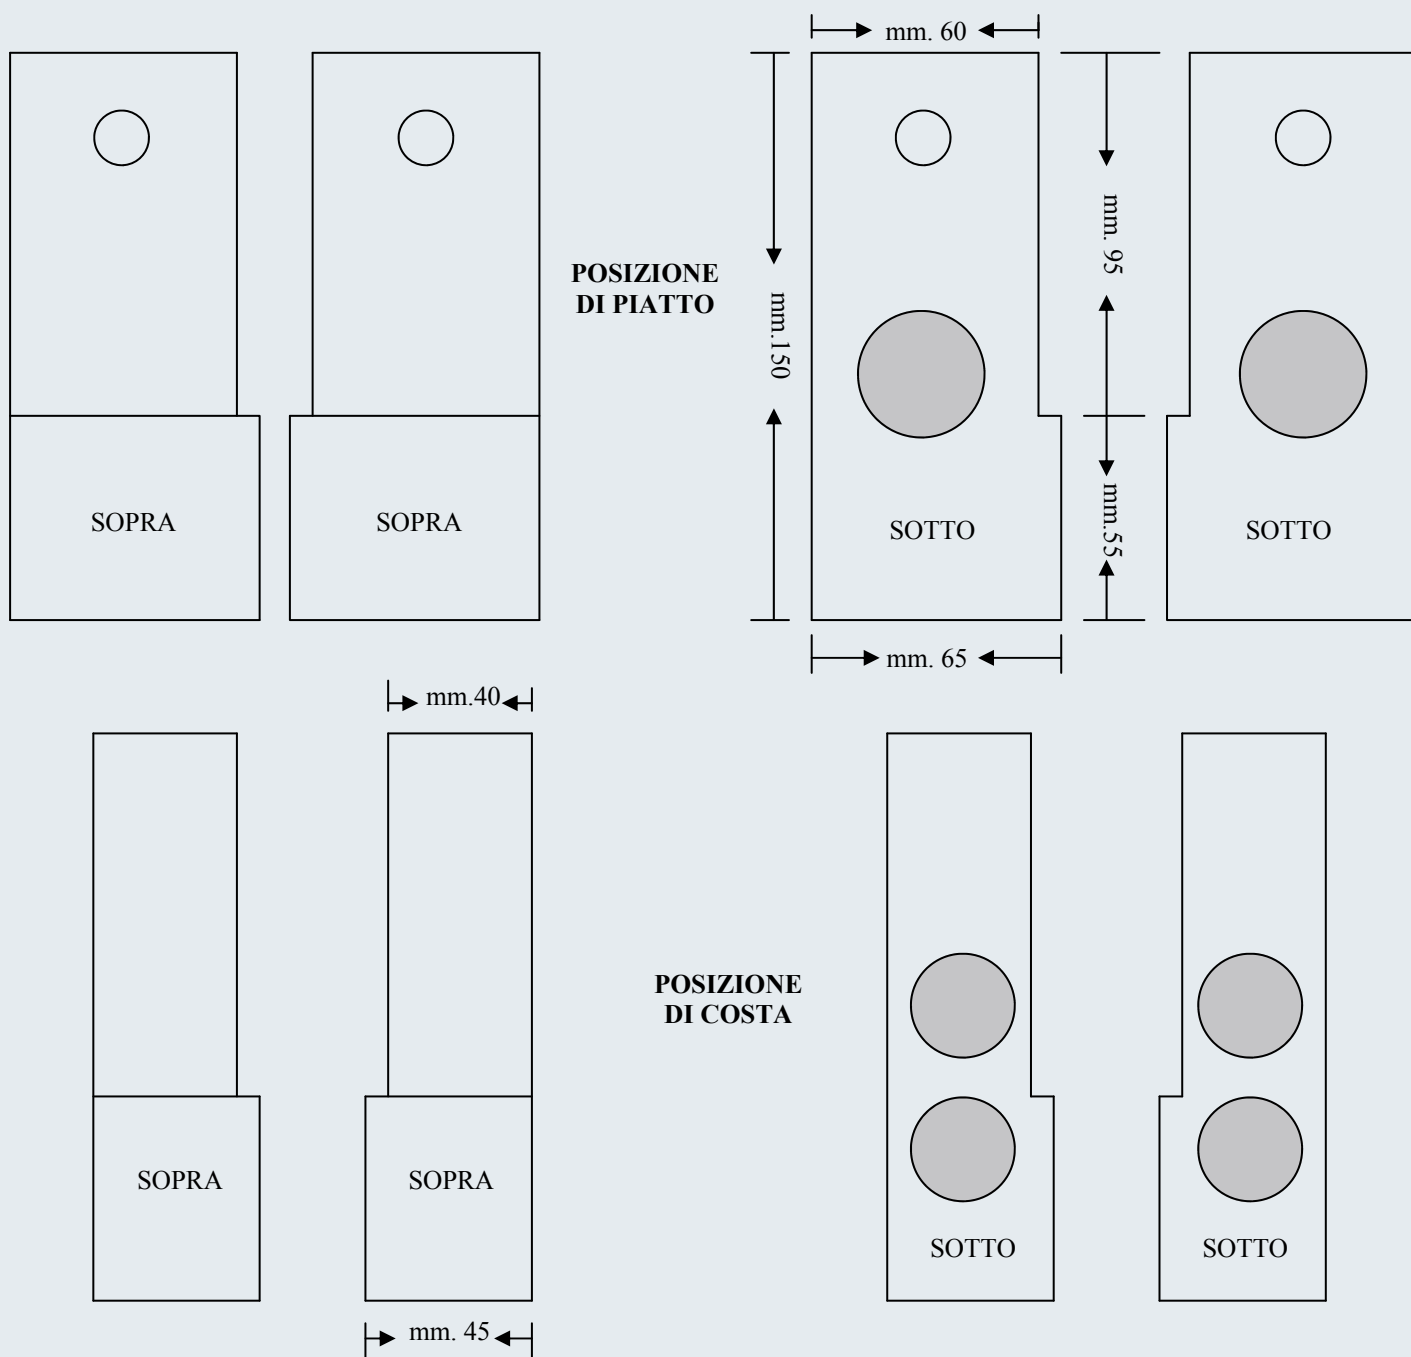 mm. 60
mm. 95
POSIZIONE
DI PIATTO
mm.150
SOPRA
SOPRA
SOTTO
mm.55
SOTTO
mm. 65
mm.40
POSIZIONE
DI COSTA
SOPRA
SOPRA
SOTTO
SOTTO
mm. 45